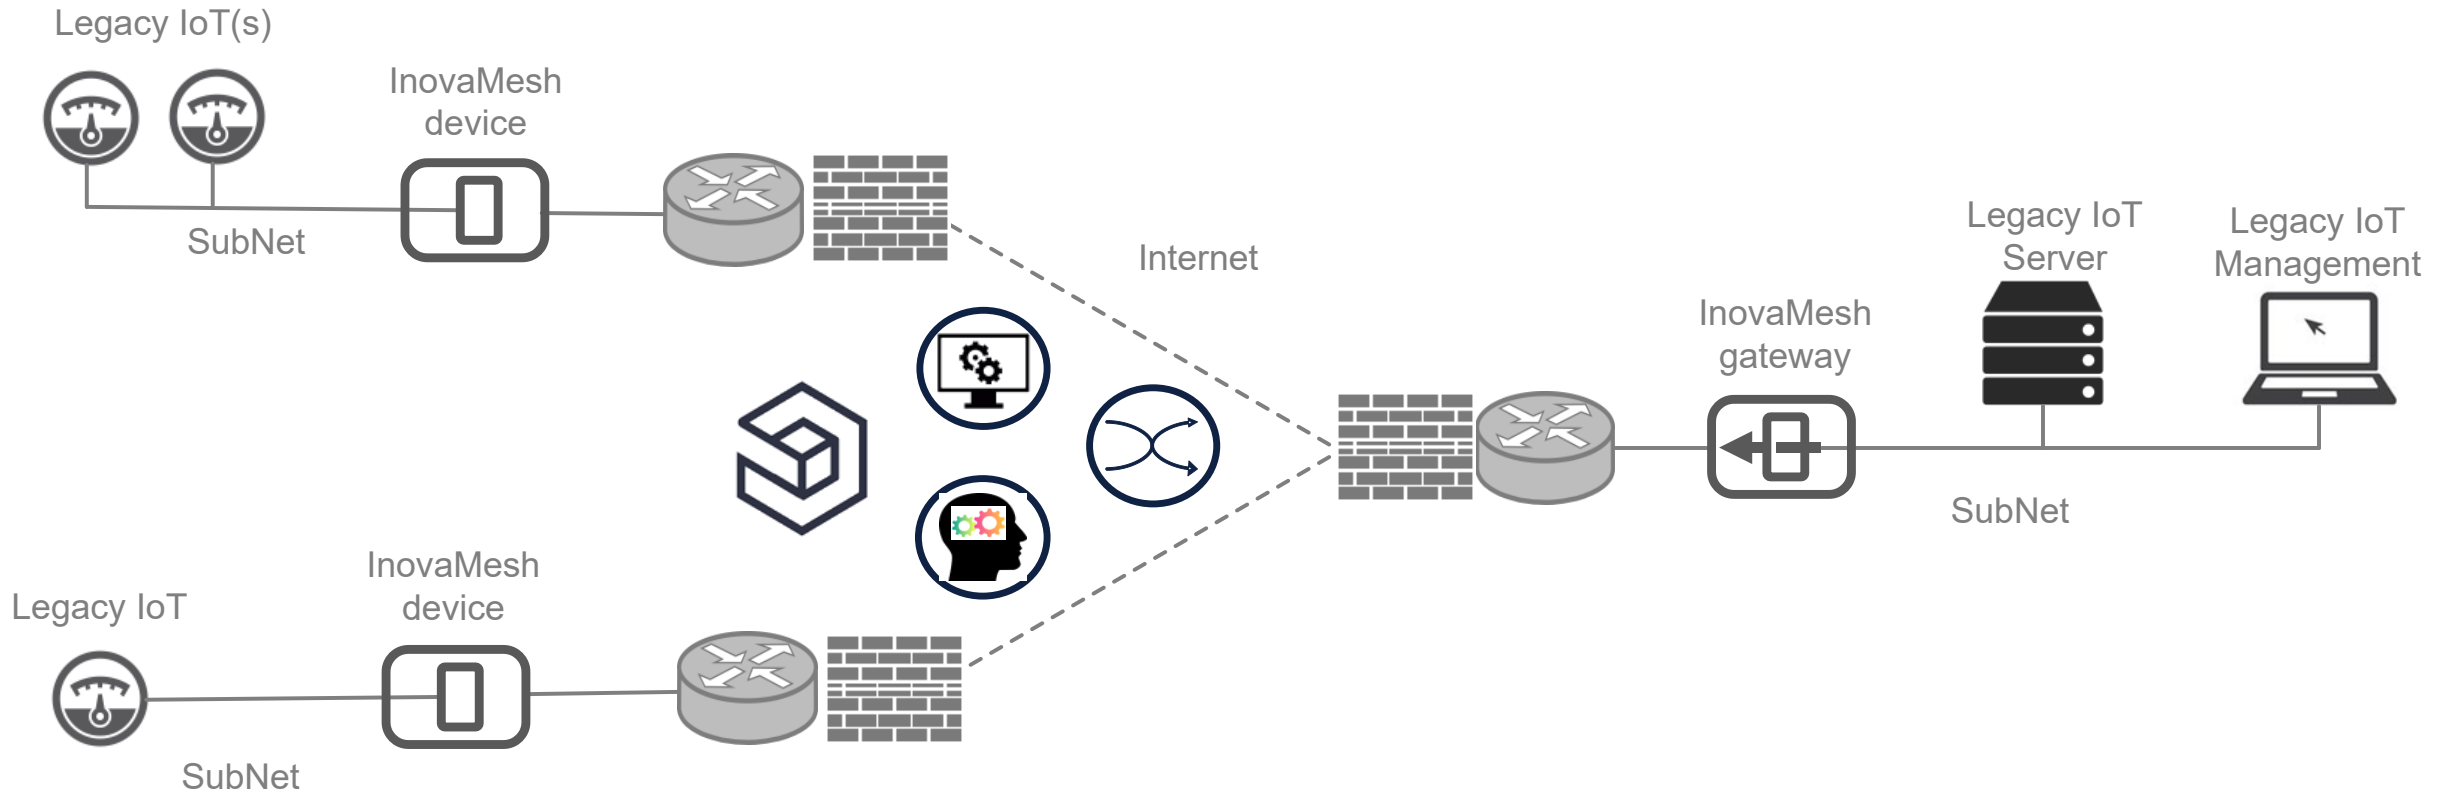 Legacy IoT(s)
InovaMesh
device
SubNet
Internet
Legacy IoT
Server
Legacy IoT
Management
InovaMesh
gateway
SubNet
InovaMesh
device
Legacy IoT
SubNet